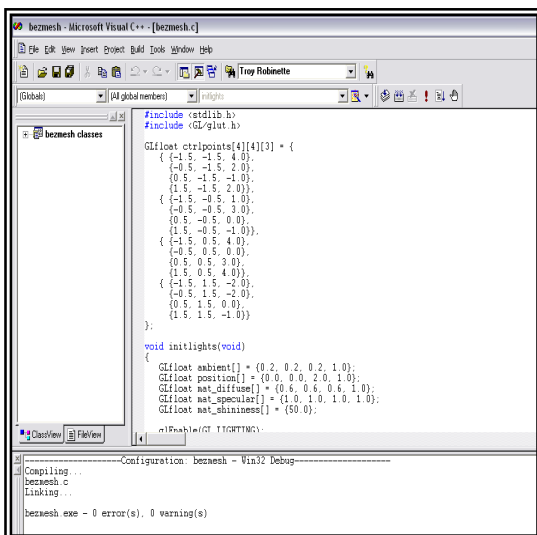 bezmesh - Microsoft Visual C++ - [bezmesh.c]
File Edit View Insert Project Build Tools Window Help
Troy Robinette
(Globals) (All global members) initlights
bezmesh classes
#include <stdlib.h>
#include <GL/glut.h>
GLfloat ctrlpoints[4][4][3] = {
{ {-1.5, -1.5, 4.0},
{-0.5, -1.5, 2.0},
{0.5, -1.5, -1.0},
{1.5, -1.5, 2.0}},
{ {-1.5, -0.5, 1.0},
{-0.5, -0.5, 3.0},
{0.5, -0.5, 0.0},
{1.5, -0.5, -1.0}},
{ {-1.5, 0.5, 4.0},
{-0.5, 0.5, 0.0},
{0.5, 0.5, 3.0},
{1.5, 0.5, 4.0}},
{ {-1.5, 1.5, -2.0},
{-0.5, 1.5, -2.0},
{0.5, 1.5, 0.0},
{1.5, 1.5, -1.0}}
};
void initlights(void)
{
GLfloat ambient[] = {0.2, 0.2, 0.2, 1.0};
GLfloat position[] = {0.0, 0.0, 2.0, 1.0};
GLfloat mat_diffuse[] = {0.6, 0.6, 0.6, 1.0};
GLfloat mat_specular[] = {1.0, 1.0, 1.0, 1.0};
GLfloat mat_shininess[] = {50.0};
glEnable(GL_LIGHTING);
ClassView FileView
--------------------Configuration: bezmesh - Win32 Debug--------------------
Compiling...
bezmesh.c
Linking...
bezmesh.exe - 0 error(s), 0 warning(s)